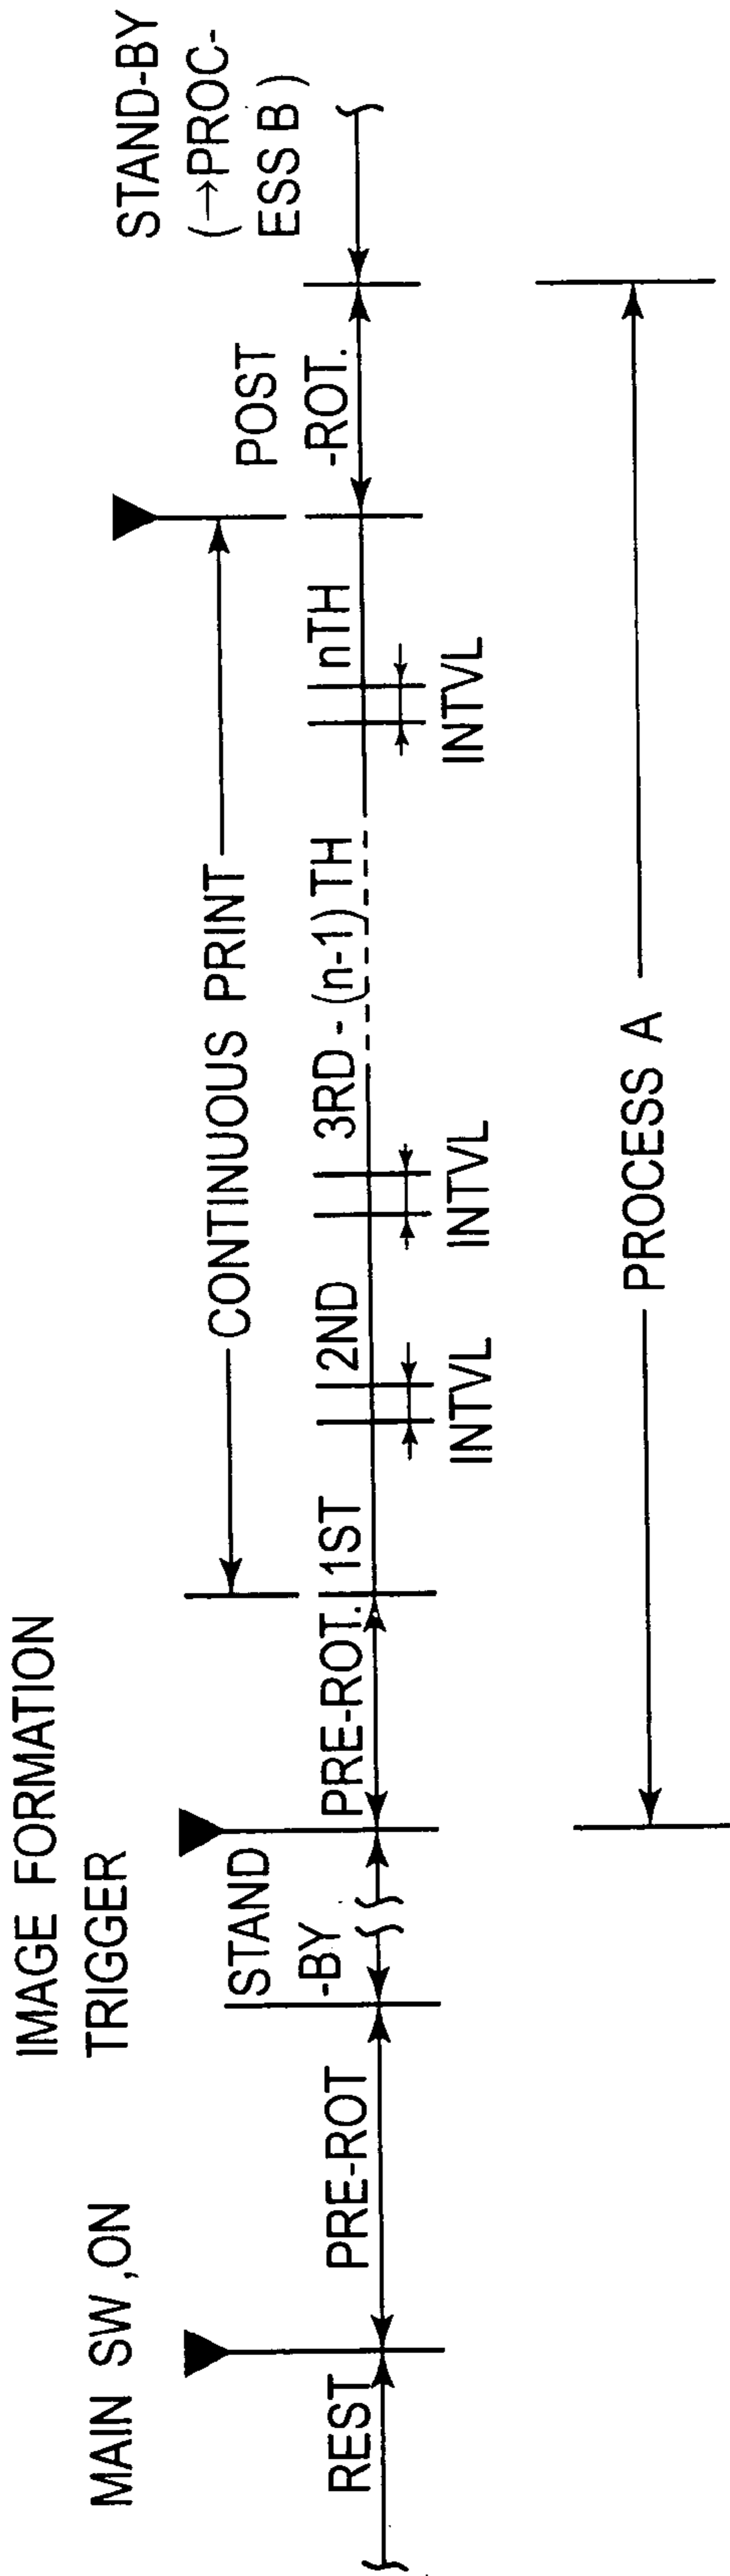 MAIN SW ,ON
IMAGE FORMATION
TRIGGER
CONTINUOUS PRINT
STAND-BY
(→PROC-
ESS B)
REST
PRE-ROT
STAND
-BY
PRE-ROT.
1ST
2ND
3RD - (n-1) TH
nTH
POST
-ROT.
INTVL
INTVL
INTVL
PROCESS A